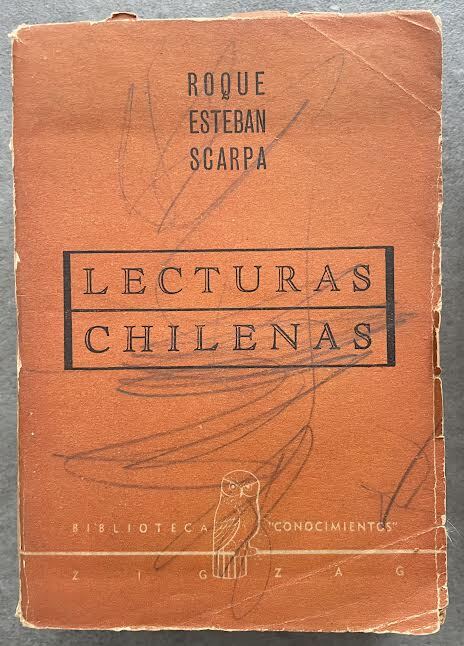 ROQUE
ESTEBAN
SCARPA
LECTURAS
CHILENAS
BIBLIOTECA "CONOCIMIENTOS"
ZIG ZAG